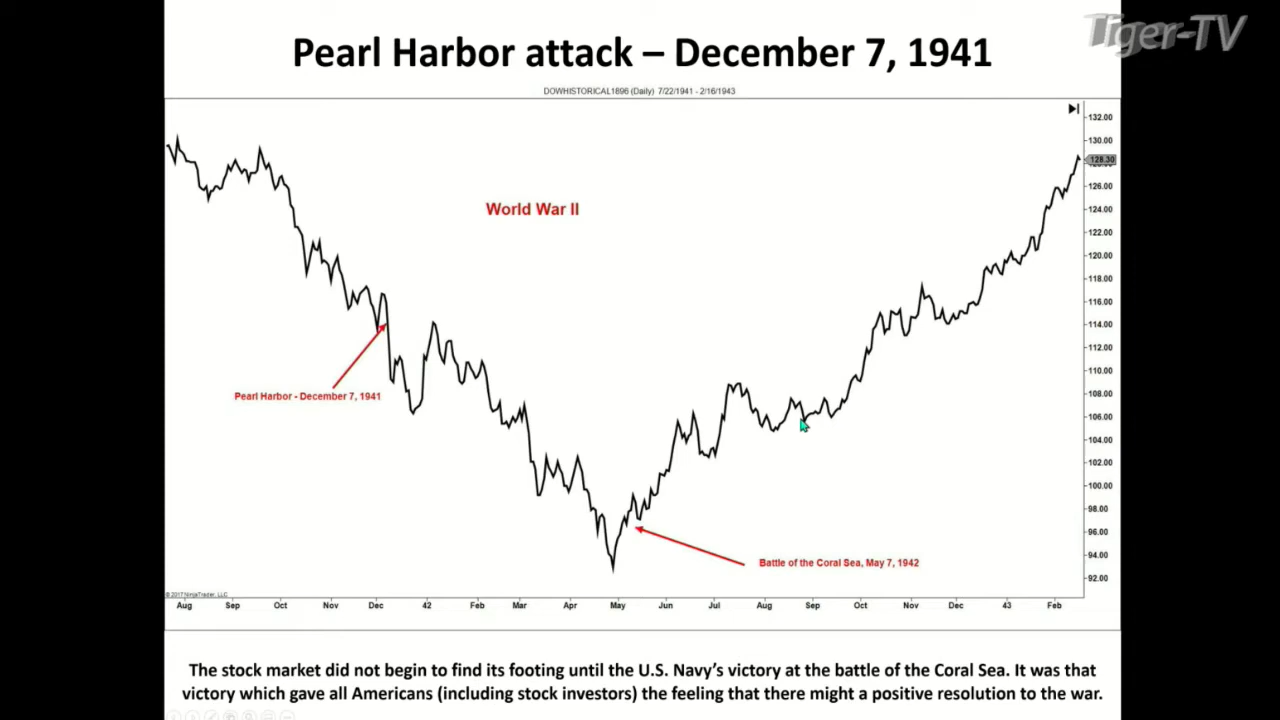 Tiger-TV
Pearl Harbor attack – December 7, 1941
DOWHISTORICAL1896 (Daily) 7/22/1941 - 2/16/1943
132.00
130.00
128.30
126.00
World War II
124.00
122.00
120.00
118.00
116.00
114.00
112.00
110.00
108.00
Pearl Harbor - December 7, 1941
106.00
104.00
102.00
100.00
98.00
96.00
Battle of the Coral Sea, May 7, 1942
94.00
92.00
© 2017 NinjaTrader, LLC
Aug Sep Oct Nov Dec 42 Feb Mar Apr May Jun Jul Aug Sep Oct Nov Dec 43 Feb
The stock market did not begin to find its footing until the U.S. Navy's victory at the battle of the Coral Sea. It was that
victory which gave all Americans (including stock investors) the feeling that there might a positive resolution to the war.